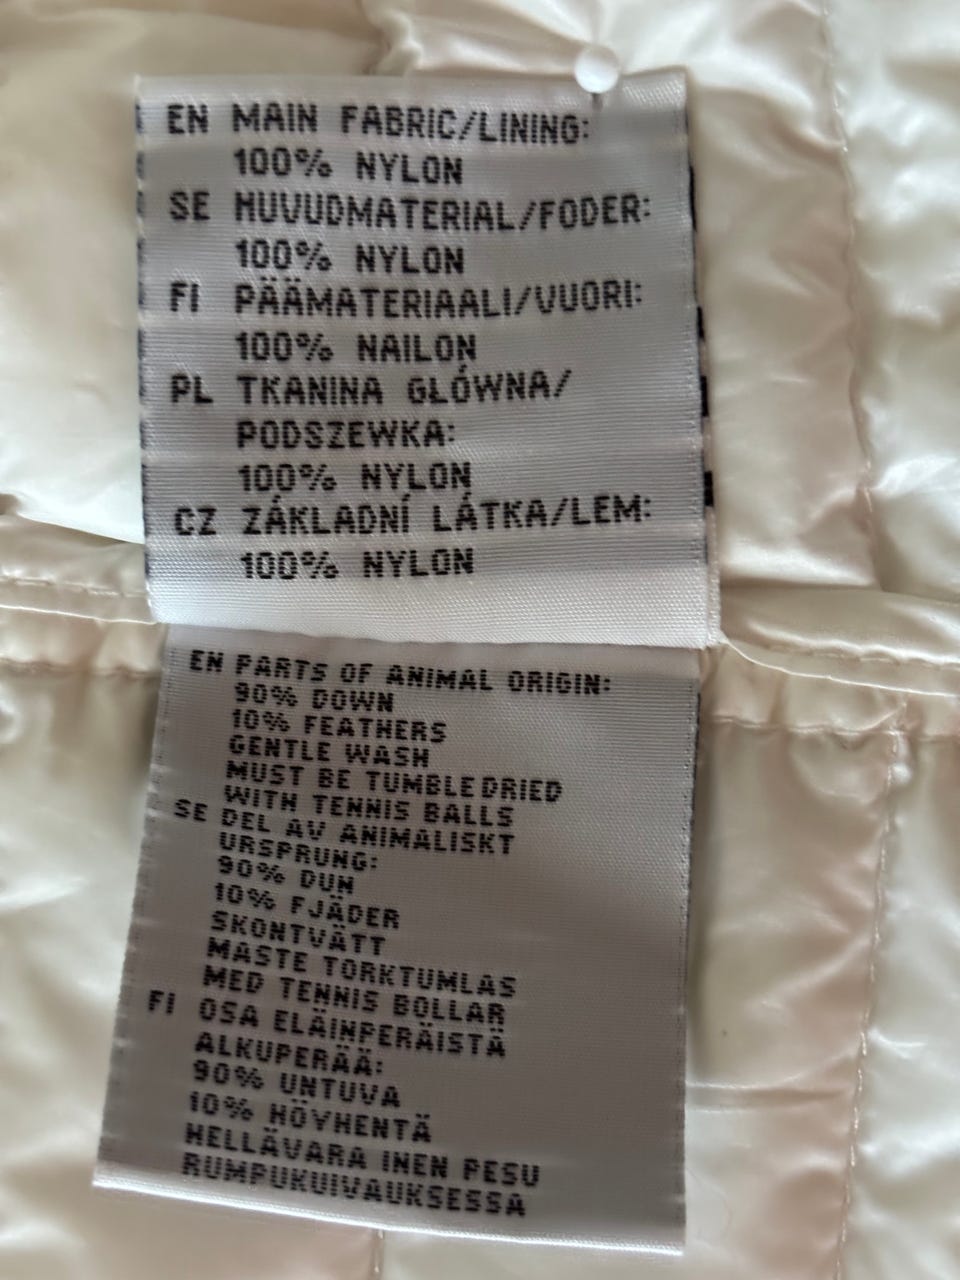 EN MAIN FABRIC/LINING:
100% NYLON
SE HUVUDMATERIAL/FODER:
100% NYLON
FI PÄÄMATERIAALI/VUORI:
100% NAILON
PL TKANINA GŁÓWNA/
PODSZEWKA:
100% NYLON
CZ ZÁKLADNÍ LÁTKA/LEM:
100% NYLON
EN PARTS OF ANIMAL ORIGIN:
90% DOWN
10% FEATHERS
GENTLE WASH
MUST BE TUMBLEDRIED
WITH TENNIS BALLS
SE DEL AV ANIMALISKT
URSPRUNG:
90% DUN
10% FJÄDER
SKONTVÄTT
MASTE TORKTUMLAS
MED TENNIS BOLLAR
FI OSA ELÄINPERÄISTÄ
ALKUPERÄÄ:
90% UNTUVA
10% HÖYHENTÄ
HELLÄVARA INEN PESU
RUMPUKUIVAUKSESSA